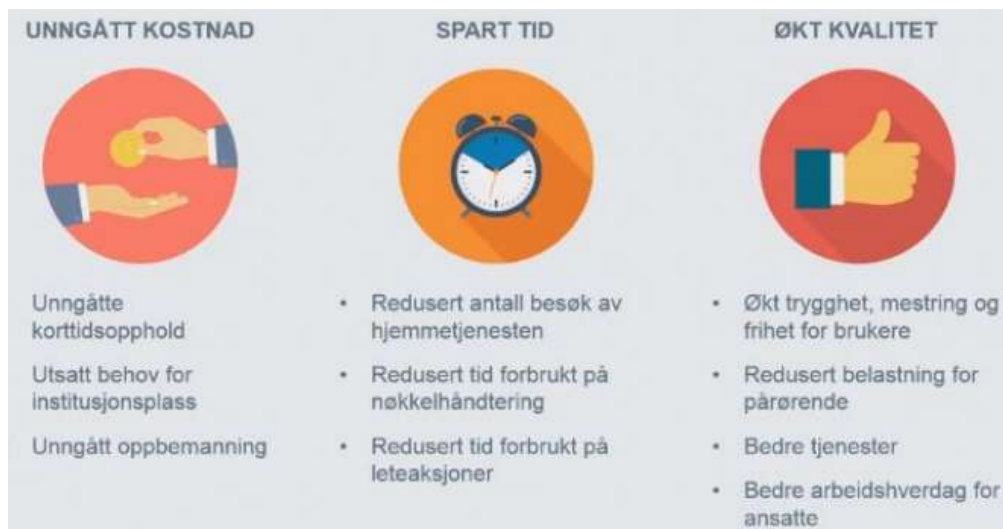 UNNGÅTT KOSTNAD
Unngåtte
korttidsopphold
Utsatt behov for
institusjonsplass
Unngått oppbemanning
SPART TID
• Redusert antall besøk av
hjemmetjenesten
• Redusert tid forbrukt på
nøkkelhåndtering
• Redusert tid forbrukt på
leteaksjoner
ØKT KVALITET
• Økt trygghet, mestring og
frihet for brukere
• Redusert belastning for
pårørende
• Bedre tjenester
• Bedre arbeidshverdag for
ansatte